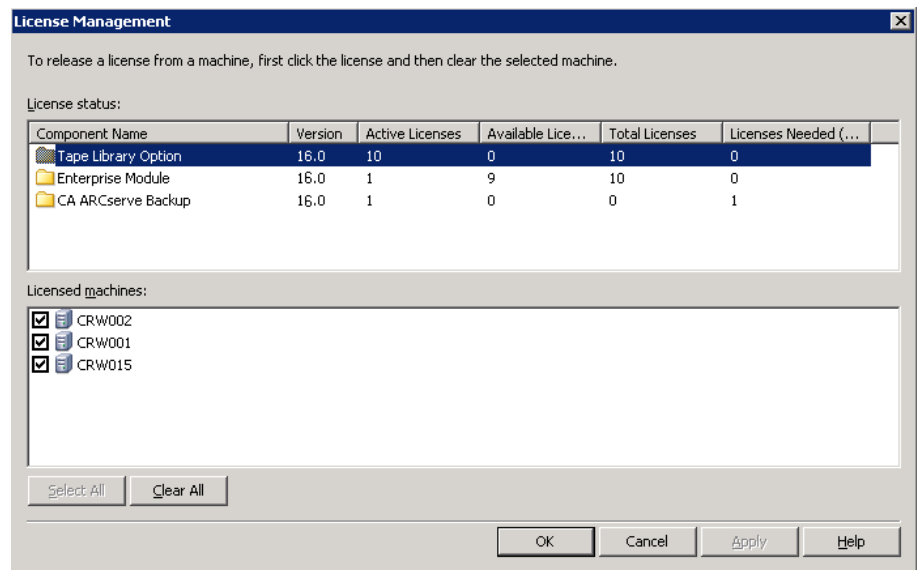 License Management
To release a license from a machine, first click the license and then clear the selected machine.
License status:
Component Name Version Active Licenses Available Lice... Total Licenses Licenses Needed (...
Tape Library Option 16.0 10 0 10 0
Enterprise Module 16.0 1 9 10 0
CA ARCserve Backup 16.0 1 0 0 1
Licensed machines:
CRW002
CRW001
CRW015
Select All Clear All
OK Cancel Apply Help